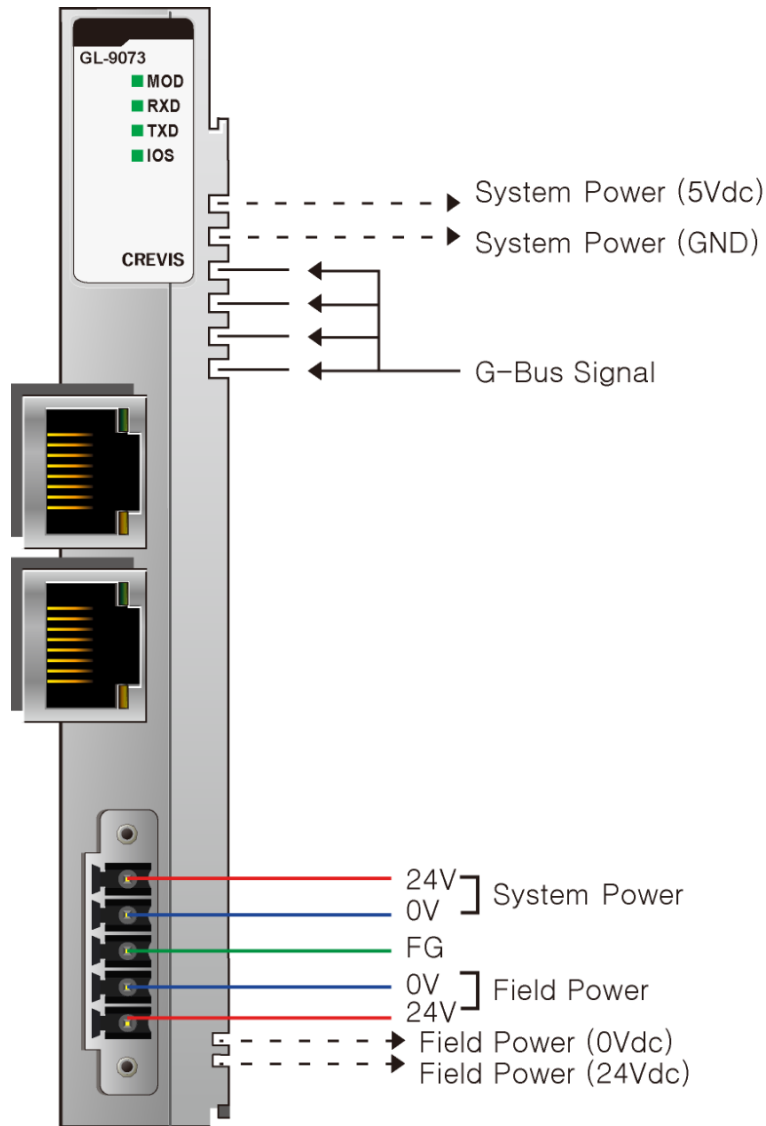 GL-9073
MOD
RXD
TXD
IOS
CREVIS
System Power (5Vdc)
System Power (GND)
G-Bus Signal
24V
0V
System Power
FG
0V
24V
Field Power
Field Power (0Vdc)
Field Power (24Vdc)